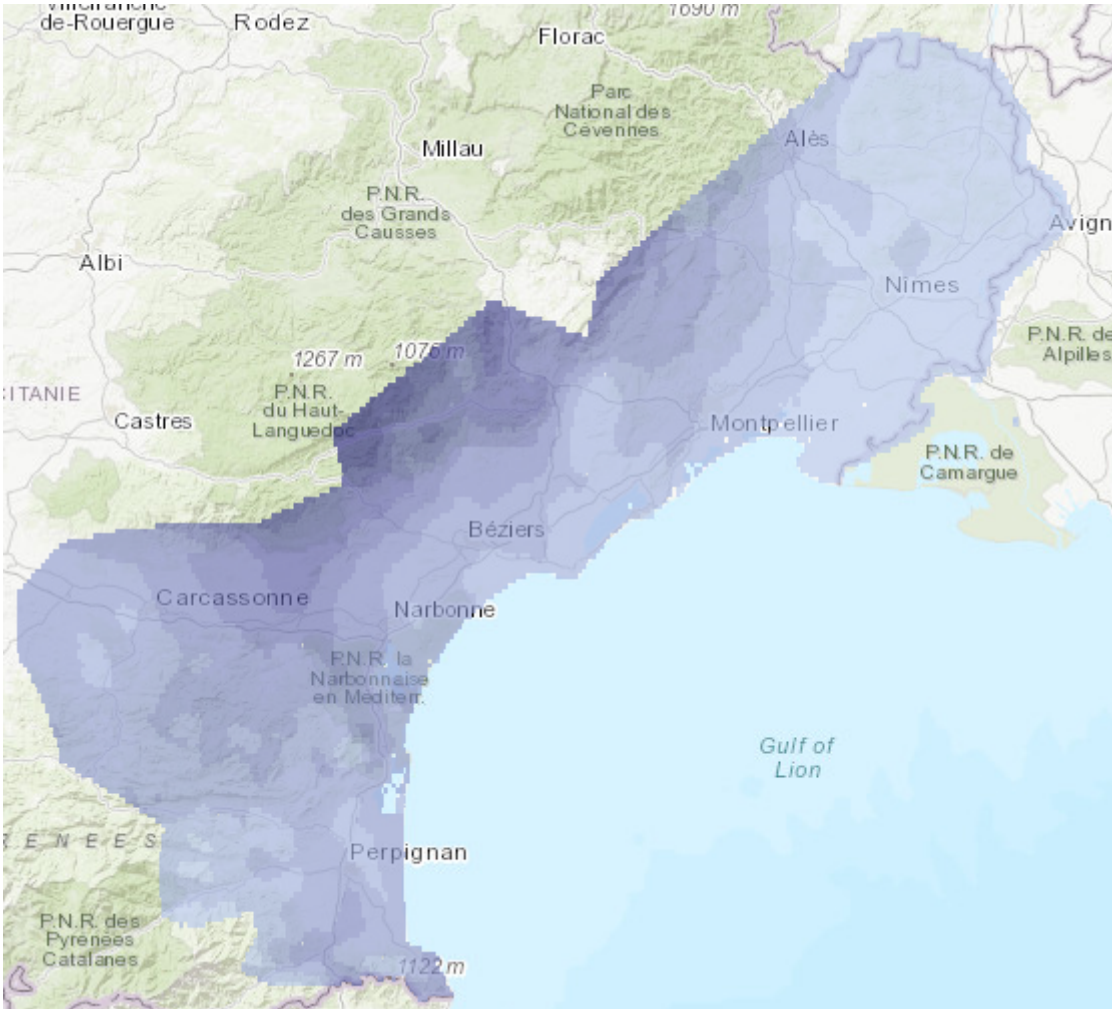 de-Rouergue
Rodez
1690 m
Florac
Parc
National des
Cévennes
Alès
Millau
P.N.R.
des Grands
Causses
Avign
Albi
Nîmes
P.N.R. de
Alpilles
1267 m
1075 m
CITANIE
P.N.R.
du Haut-
Languedoc
Castres
Montpellier
P.N.R. de
Camargue
Béziers
Carcassonne
Narbonne
P.N.R. la
Narbonnaise
en Méditerr.
Gulf of
Lion
R E N E E S
Perpignan
P.N.R. des
Pyrénées
Catalanes
1122 m